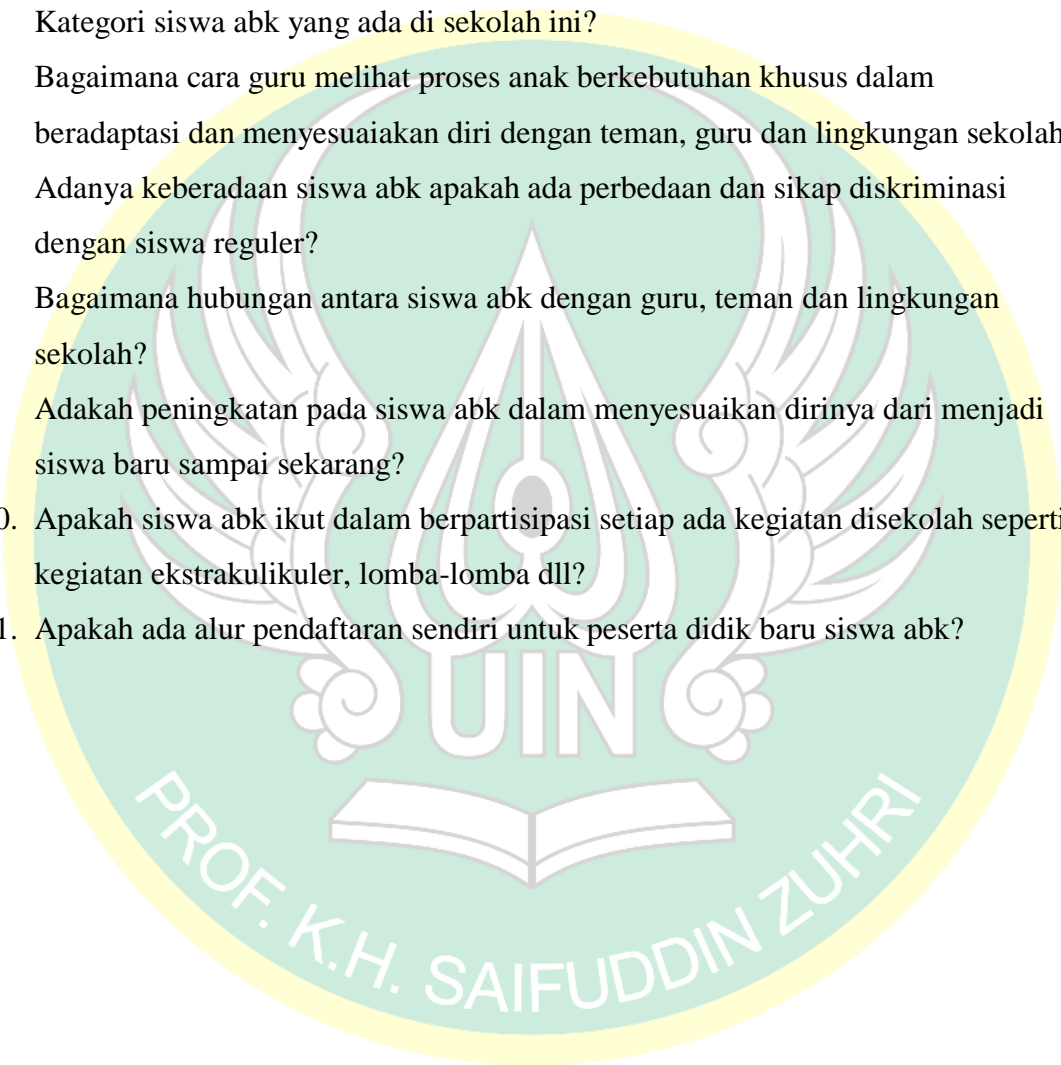 Kategori siswa abk yang ada di sekolah ini?
Bagaimana cara guru melihat proses anak berkebutuhan khusus dalam
beradaptasi dan menyesuaiakan diri dengan teman, guru dan lingkungan sekolah
Adanya keberadaan siswa abk apakah ada perbedaan dan sikap diskriminasi
dengan siswa reguler?
Bagaimana hubungan antara siswa abk dengan guru, teman dan lingkungan
sekolah?
Adakah peningkatan pada siswa abk dalam menyesuaikan dirinya dari menjadi
siswa baru sampai sekarang?
0. Apakah siswa abk ikut dalam berpartisipasi setiap ada kegiatan disekolah seperti
kegiatan ekstrakulikuler, lomba-lomba dll?
1. Apakah ada alur pendaftaran sendiri untuk peserta didik baru siswa abk?
UIN
PROF. K.H. SAIFUDDIN ZUHRI